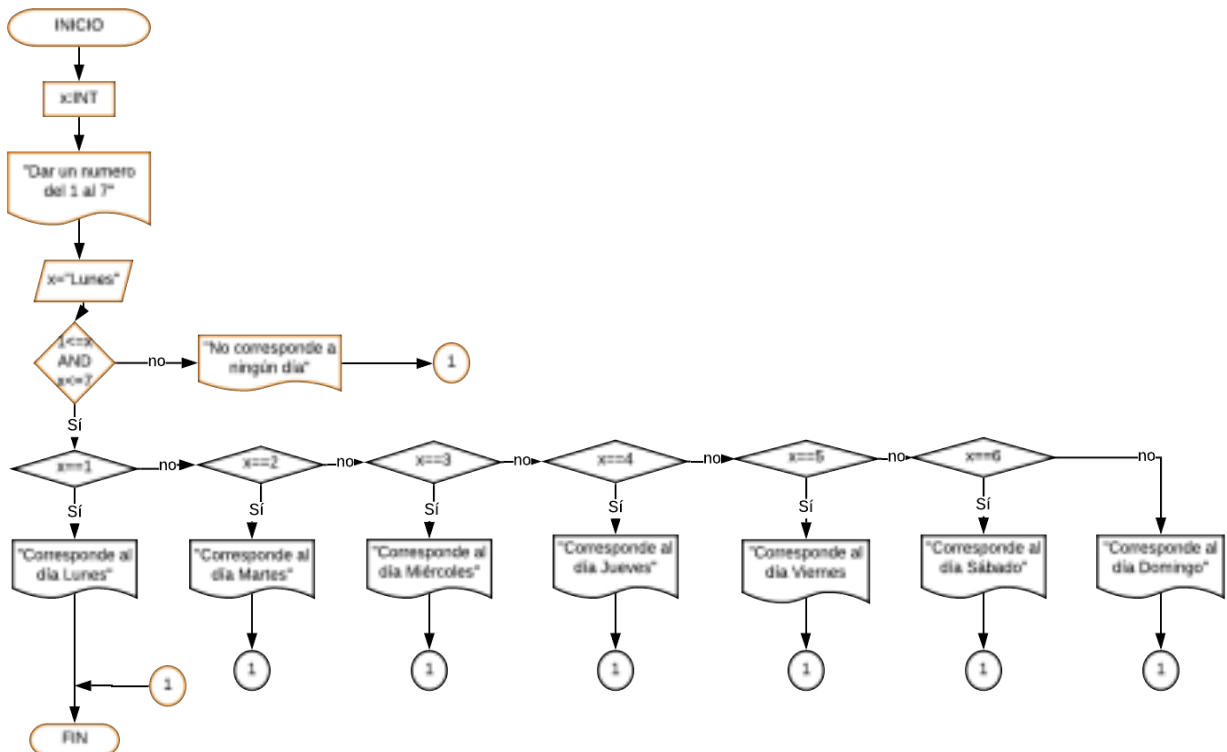 INICIO
x:INT
"Dar un numero
del 1 al 7"
x="Lunes"
1<=x
AND
x<=7
no
"No corresponde a
ningún día"
1
Sí
x==1
no
x==2
no
x==3
no
x==4
no
x==5
no
x==6
no
Sí
Sí
Sí
Sí
Sí
Sí
"Corresponde al
día Lunes"
"Corresponde al
día Martes"
"Corresponde al
día Miércoles"
"Corresponde al
día Jueves"
"Corresponde al
día Viernes
"Corresponde al
día Sábado"
"Corresponde al
día Domingo"
1
1
1
1
1
1
1
FIN